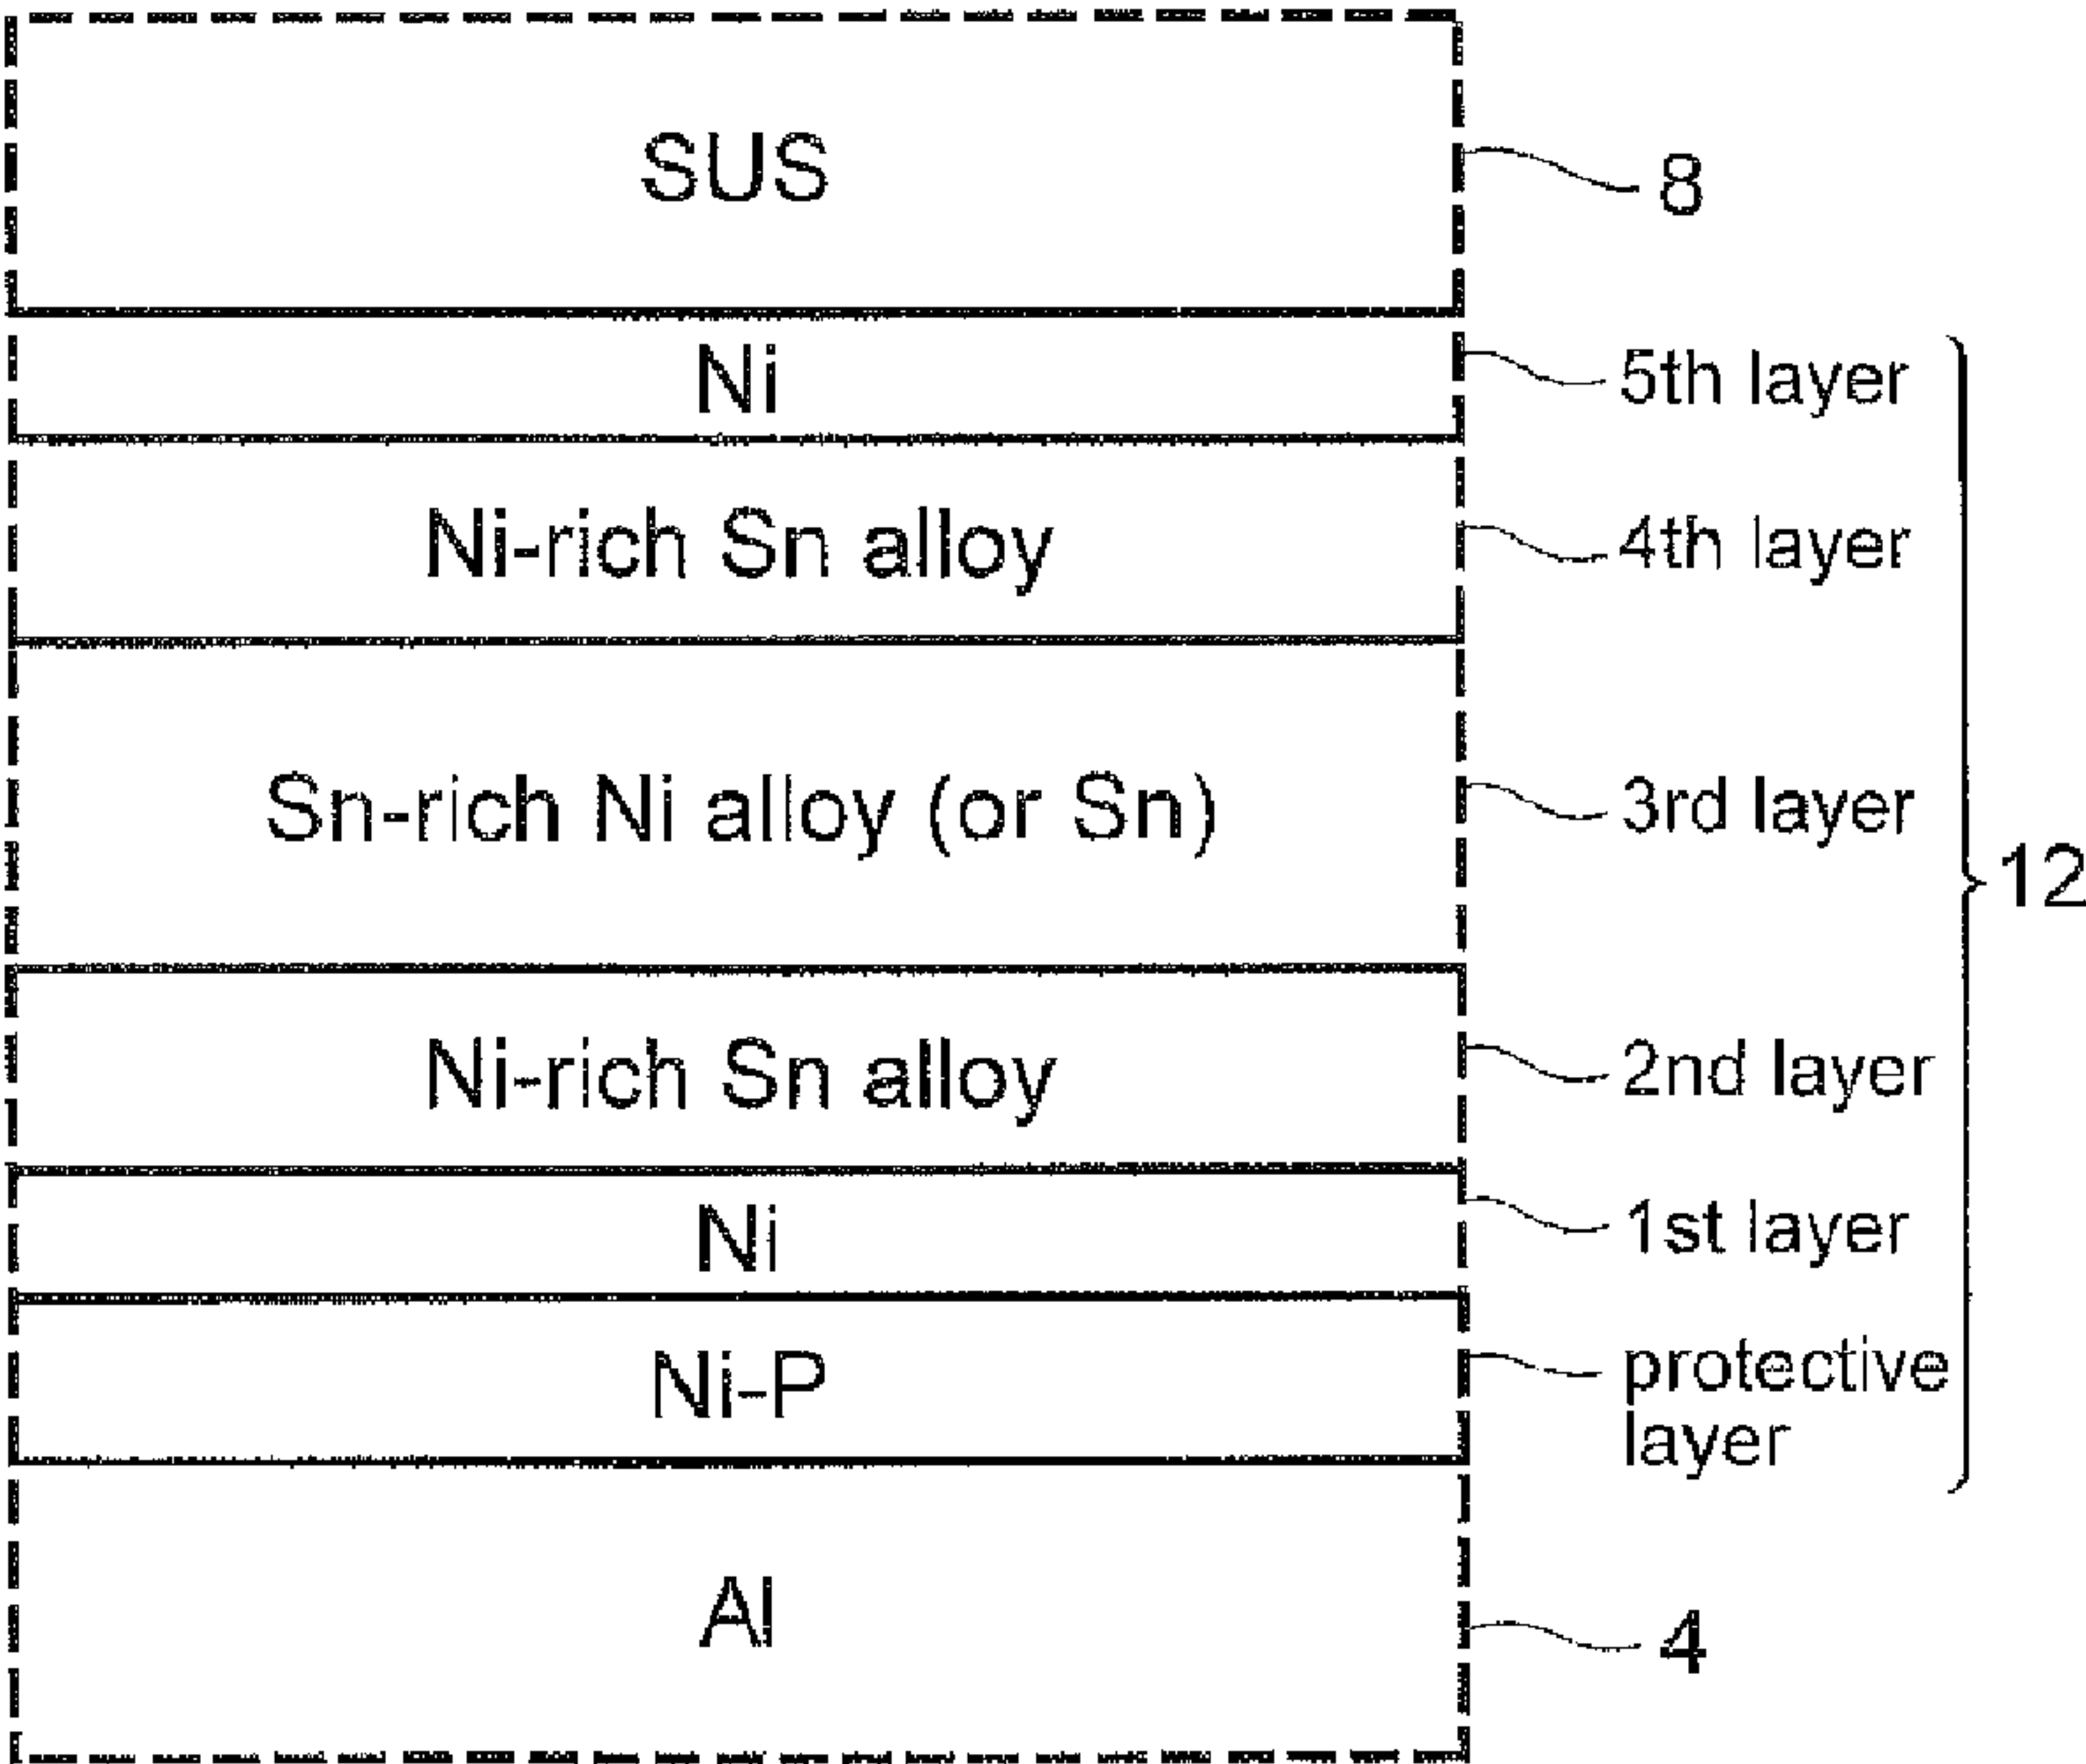 SUS
8
Ni
5th layer
Ni-rich Sn alloy
4th layer
Sn-rich Ni alloy (or Sn)
3rd layer
12
Ni-rich Sn alloy
2nd layer
Ni
1st layer
Ni-P
protective
layer
Al
4